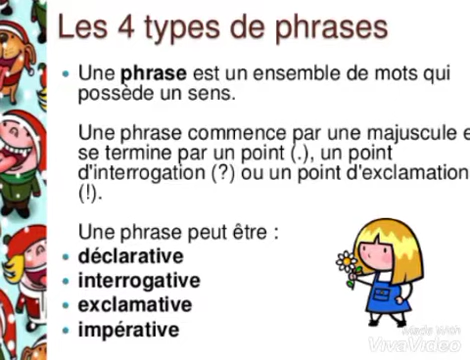 Les 4 types de phrases
• Une phrase est un ensemble de mots qui
possède un sens.
Une phrase commence par une majuscule e
se termine par un point (.), un point
d'interrogation (?) ou un point d'exclamation
(!).
Une phrase peut être :
• déclarative
• interrogative
• exclamative
• impérative
Made With
VivaVideo